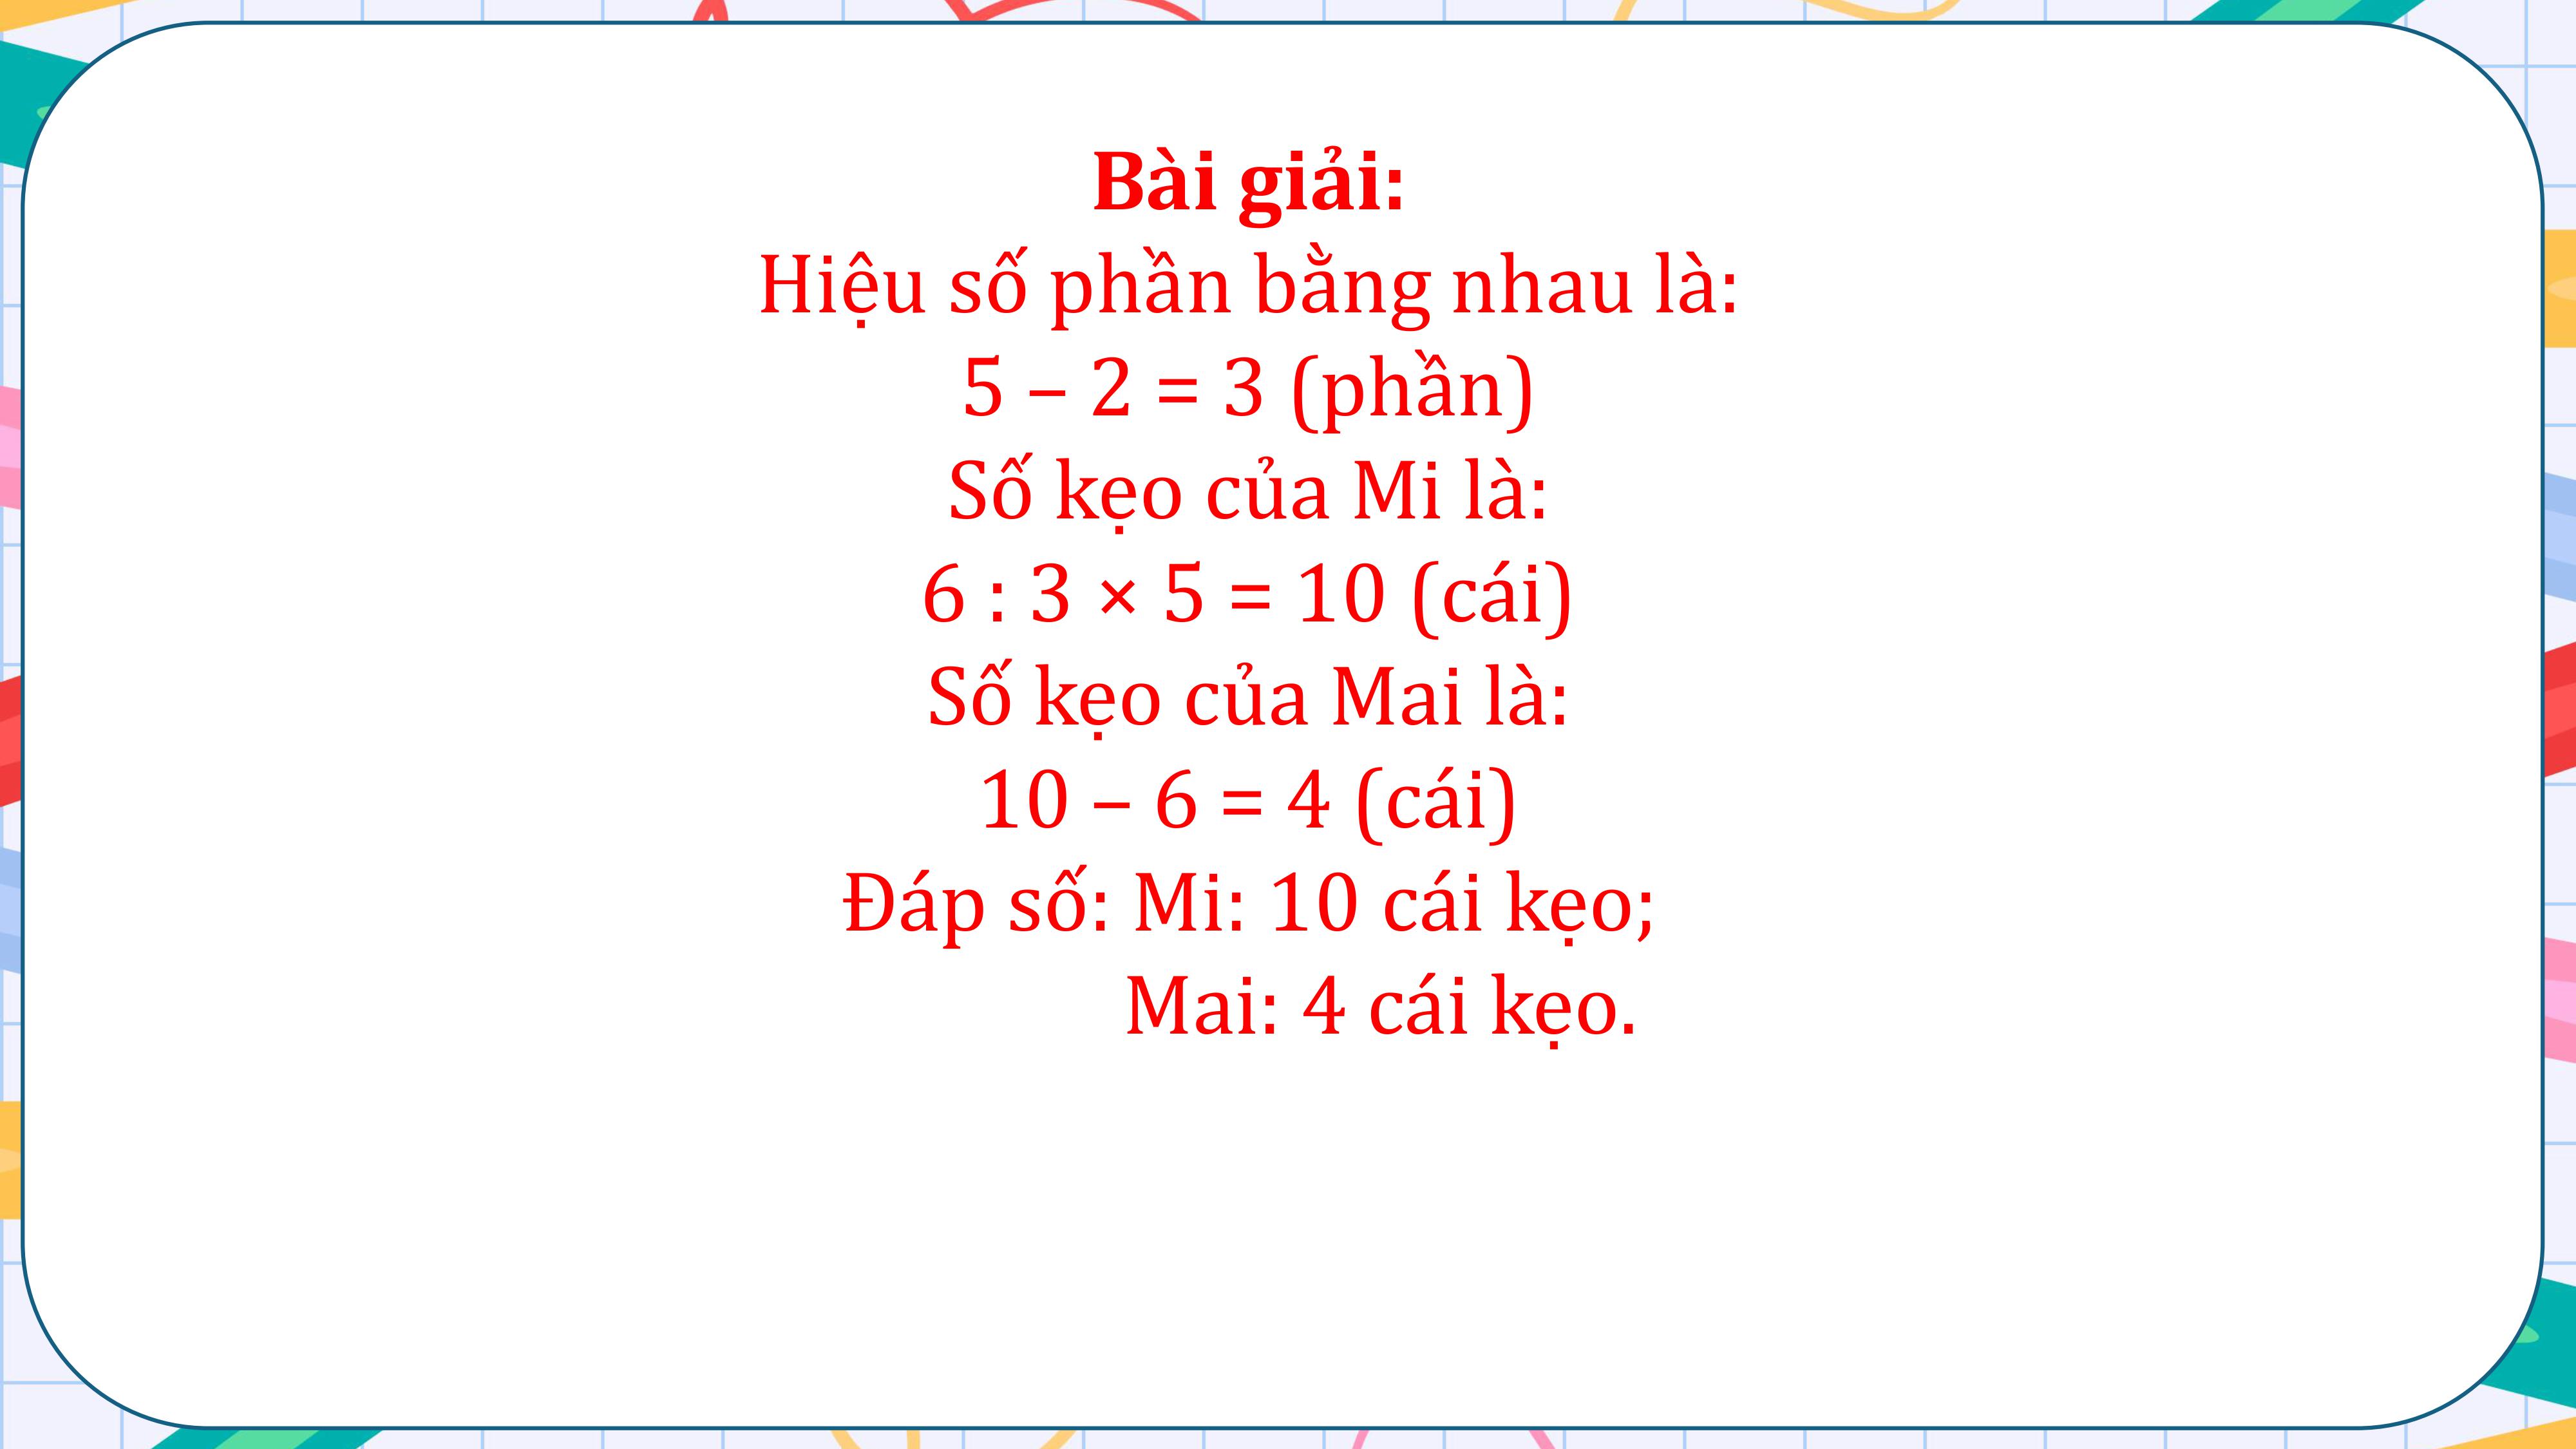 Bài giải:
Hiệu số phần bằng nhau là:
5 – 2 = 3 (phần)
Số kẹo của Mi là:
6 : 3 × 5 = 10 (cái)
Số kẹo của Mai là:
10 – 6 = 4 (cái)
Đáp số: Mi: 10 cái kẹo;
Mai: 4 cái kẹo.